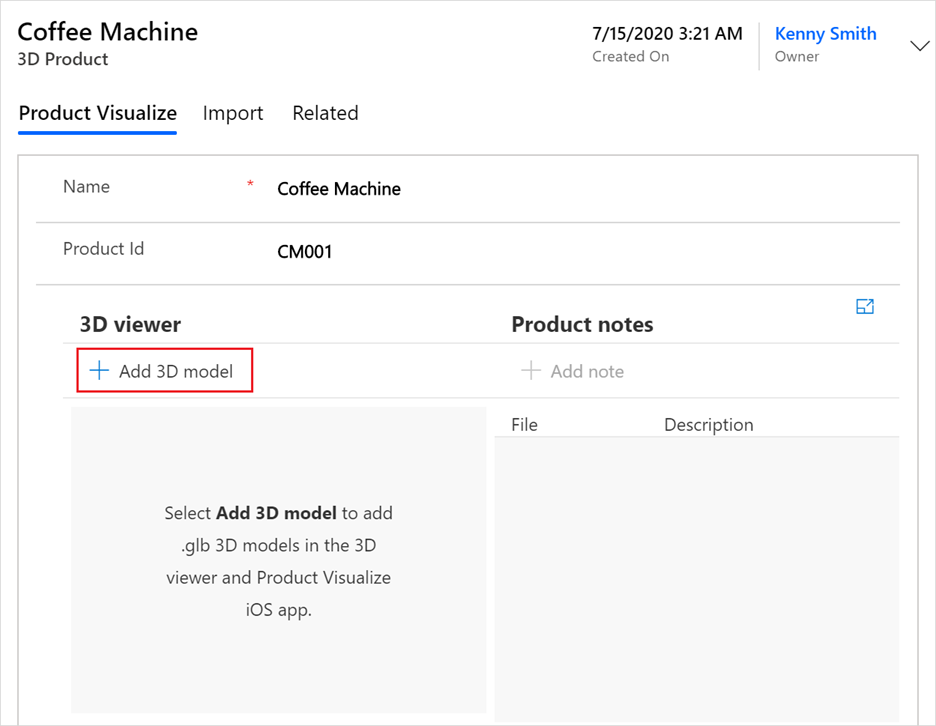 Coffee Machine
3D Product
7/15/2020 3:21 AM
Created On
Kenny Smith
Owner
Product Visualize Import Related
Name * Coffee Machine
Product Id CM001
3D viewer
Add 3D model
Select Add 3D model to add
.glb 3D models in the 3D
viewer and Product Visualize
iOS app.
Product notes
Add note
File Description